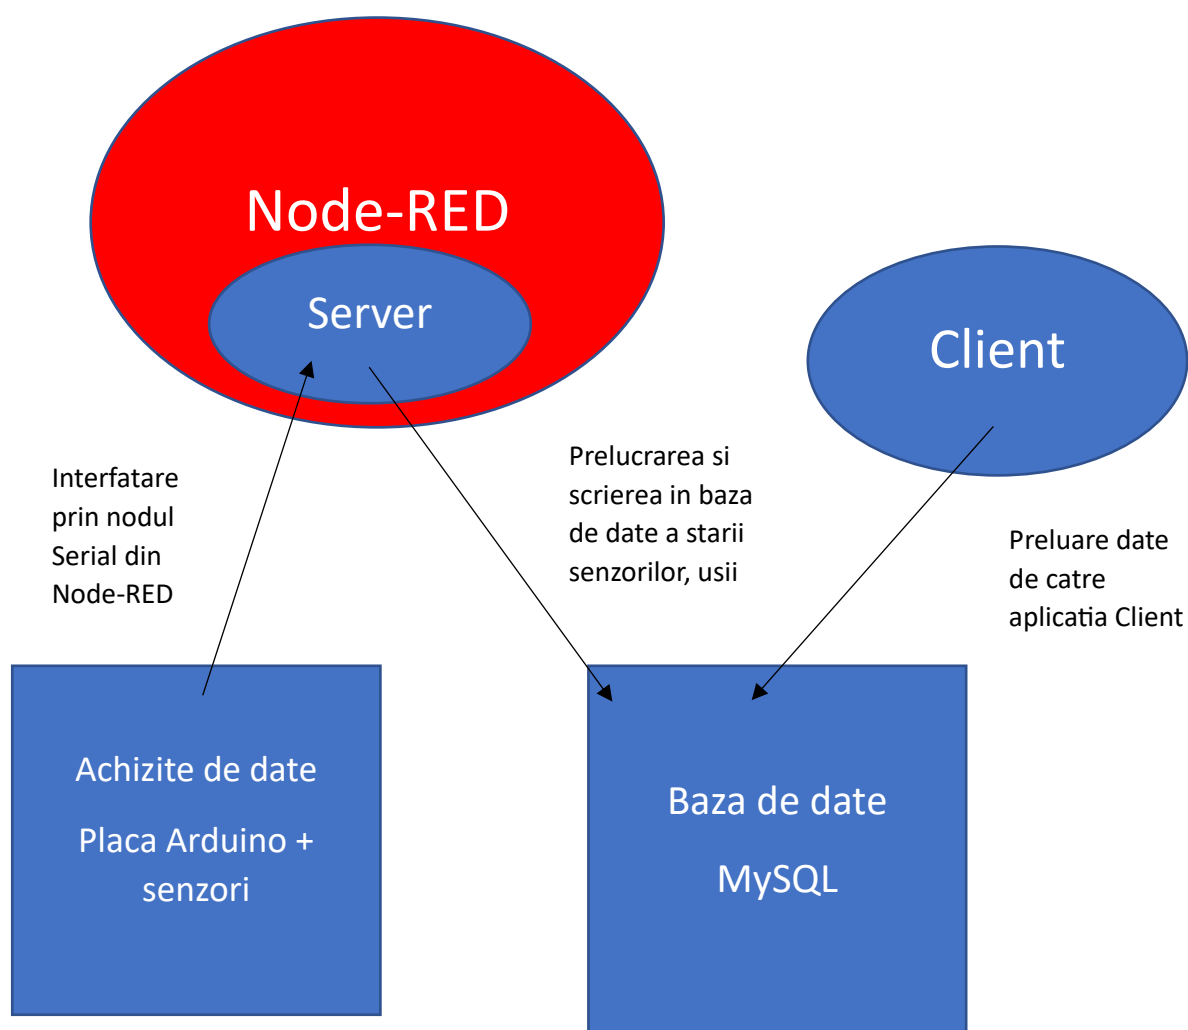 Node-RED
Server
Client
Interfatare
prin nodul
Serial din
Node-RED
Prelucrarea si
scrierea in baza
de date a starii
senzorilor, usii
Preluare date
de catre
aplicatia Client
Achizite de date
Placa Arduino +
senzori
Baza de date
MySQL